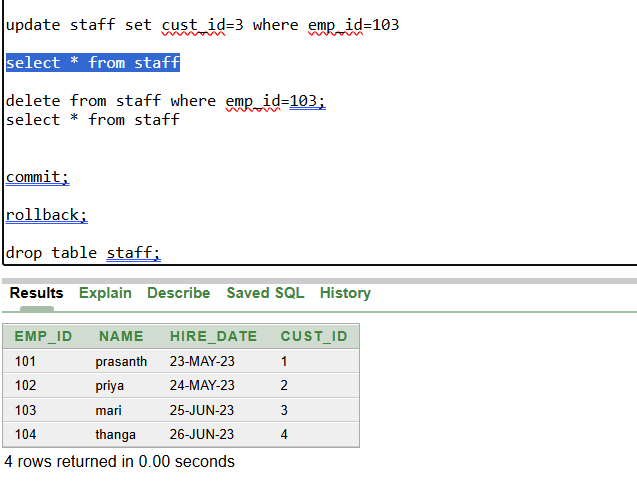 update staff set cust_id=3 where emp_id=103
select * from staff
delete from staff where emp_id=103;
select * from staff
commit;
rollback;
drop table staff;
Results Explain Describe Saved SQL History
EMP_ID NAME HIRE_DATE CUST_ID
101 prasanth 23-MAY-23 1
102 priya 24-MAY-23 2
103 mari 25-JUN-23 3
104 thanga 26-JUN-23 4
4 rows returned in 0.00 seconds